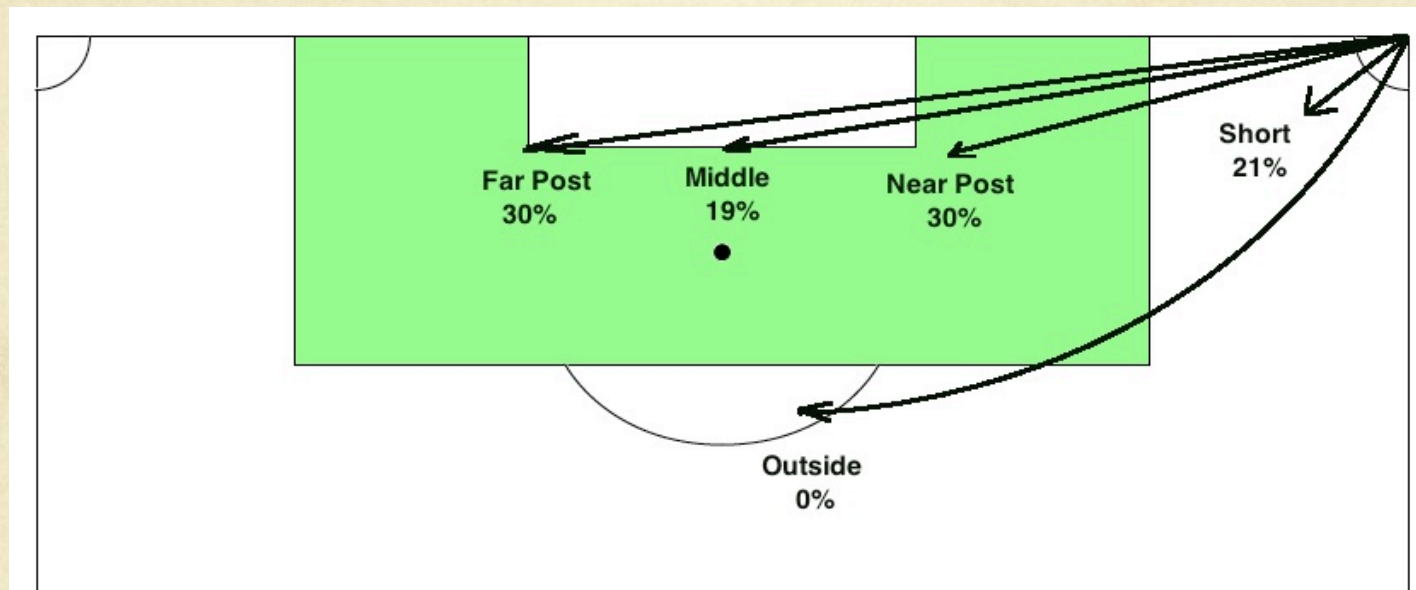 Short
21%
Far Post
30%
Middle
19%
Near Post
30%
Outside
0%